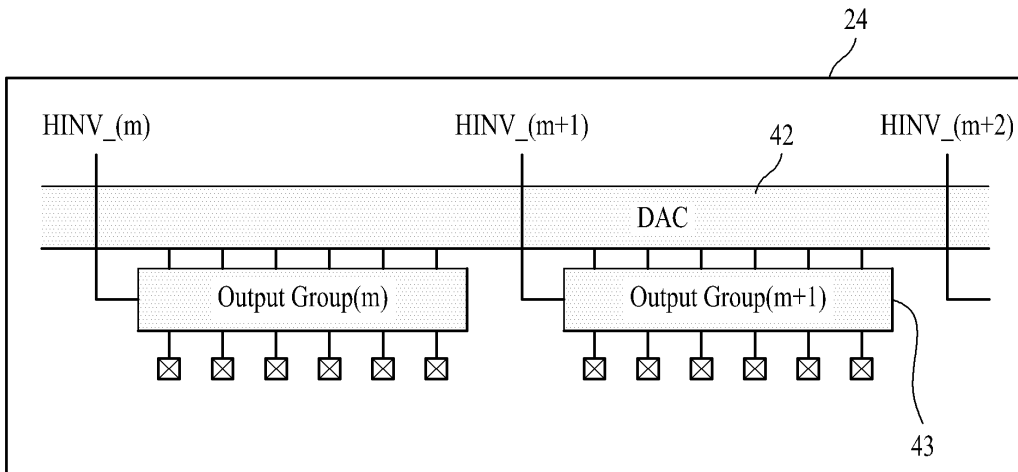 24
HINV_(m)
HINV_(m+1)
HINV_(m+2)
42
DAC
Output Group(m)
Output Group(m+1)
43